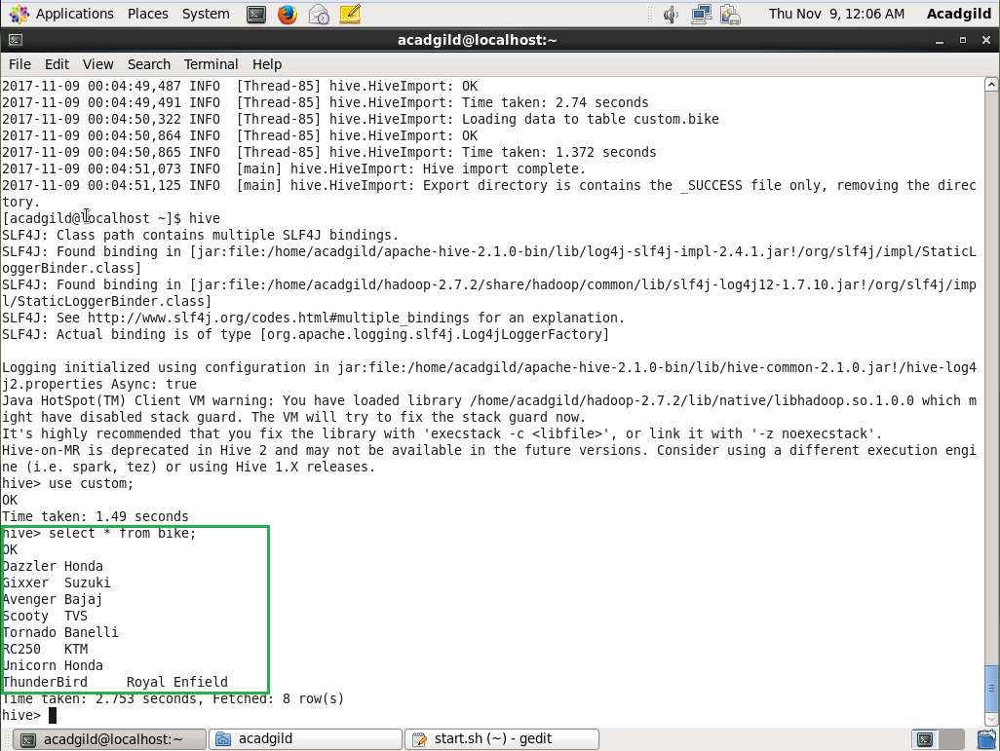 Applications Places System Thu Nov 9, 12:06 AM Acadgild
acadgild@localhost:~
File Edit View Search Terminal Help
2017-11-09 00:04:49,487 INFO  [Thread-85] hive.HiveImport: OK
2017-11-09 00:04:49,491 INFO  [Thread-85] hive.HiveImport: Time taken: 2.74 seconds
2017-11-09 00:04:50,322 INFO  [Thread-85] hive.HiveImport: Loading data to table custom.bike
2017-11-09 00:04:50,864 INFO  [Thread-85] hive.HiveImport: OK
2017-11-09 00:04:50,865 INFO  [Thread-85] hive.HiveImport: Time taken: 1.372 seconds
2017-11-09 00:04:51,073 INFO  [main] hive.HiveImport: Hive import complete.
2017-11-09 00:04:51,125 INFO  [main] hive.HiveImport: Export directory is contains the _SUCCESS file only, removing the direc
tory.
[acadgild@localhost ~]$ hive
SLF4J: Class path contains multiple SLF4J bindings.
SLF4J: Found binding in [jar:file:/home/acadgild/apache-hive-2.1.0-bin/lib/log4j-slf4j-impl-2.4.1.jar!/org/slf4j/impl/StaticL
oggerBinder.class]
SLF4J: Found binding in [jar:file:/home/acadgild/hadoop-2.7.2/share/hadoop/common/lib/slf4j-log4j12-1.7.10.jar!/org/slf4j/imp
l/StaticLoggerBinder.class]
SLF4J: See http://www.slf4j.org/codes.html#multiple_bindings for an explanation.
SLF4J: Actual binding is of type [org.apache.logging.slf4j.Log4jLoggerFactory]
Logging initialized using configuration in jar:file:/home/acadgild/apache-hive-2.1.0-bin/lib/hive-common-2.1.0.jar!/hive-log4
j2.properties Async: true
Java HotSpot(TM) Client VM warning: You have loaded library /home/acadgild/hadoop-2.7.2/lib/native/libhadoop.so.1.0.0 which m
ight have disabled stack guard. The VM will try to fix the stack guard now.
It's highly recommended that you fix the library with 'execstack -c <libfile>', or link it with '-z noexecstack'.
Hive-on-MR is deprecated in Hive 2 and may not be available in the future versions. Consider using a different execution engi
ne (i.e. spark, tez) or using Hive 1.X releases.
hive> use custom;
OK
Time taken: 1.49 seconds
hive> select * from bike;
OK
Dazzler Honda
Gixxer  Suzuki
Avenger Bajaj
Scooty  TVS
Tornado Banelli
RC250   KTM
Unicorn Honda
ThunderBird     Royal Enfield
Time taken: 2.753 seconds, Fetched: 8 row(s)
hive>
acadgild@localhost:~ acadgild start.sh (~) - gedit